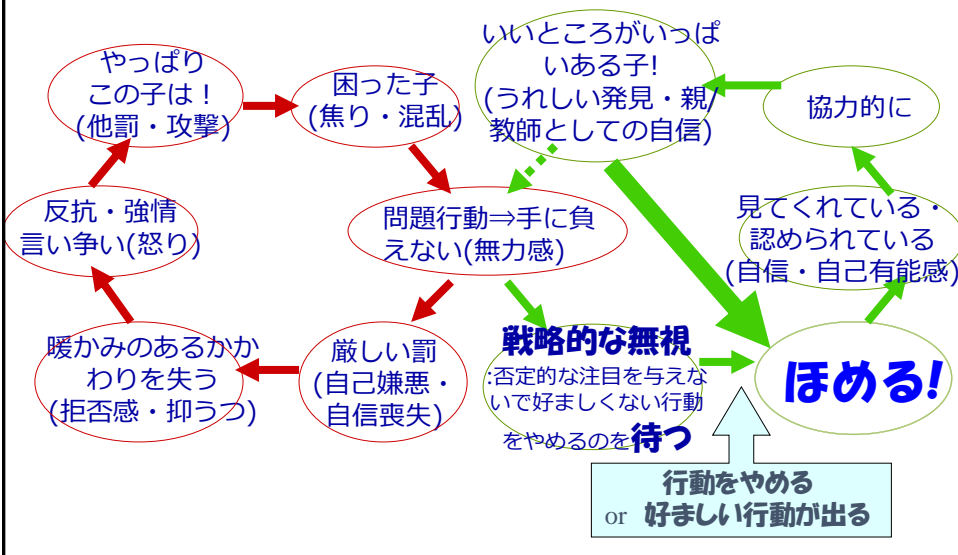 やっぱり
この子は！
(他罰・攻撃)
困った子
(焦り・混乱)
いいところがいっぱ
いある子!
(うれしい発見・親/
教師としての自信)
協力的に
反抗・強情
言い争い(怒り)
問題行動⇒手に負
えない(無力感)
見てくれている・
認められている
(自信・自己有能感)
暖かみのあるかか
わりを失う
(拒否感・抑うつ)
厳しい罰
(自己嫌悪・
自信喪失)
戦略的な無視
:否定的な注目を与えな
いで好ましくない行動
をやめるのを待つ
ほめる!
行動をやめる
or 好ましい行動が出る